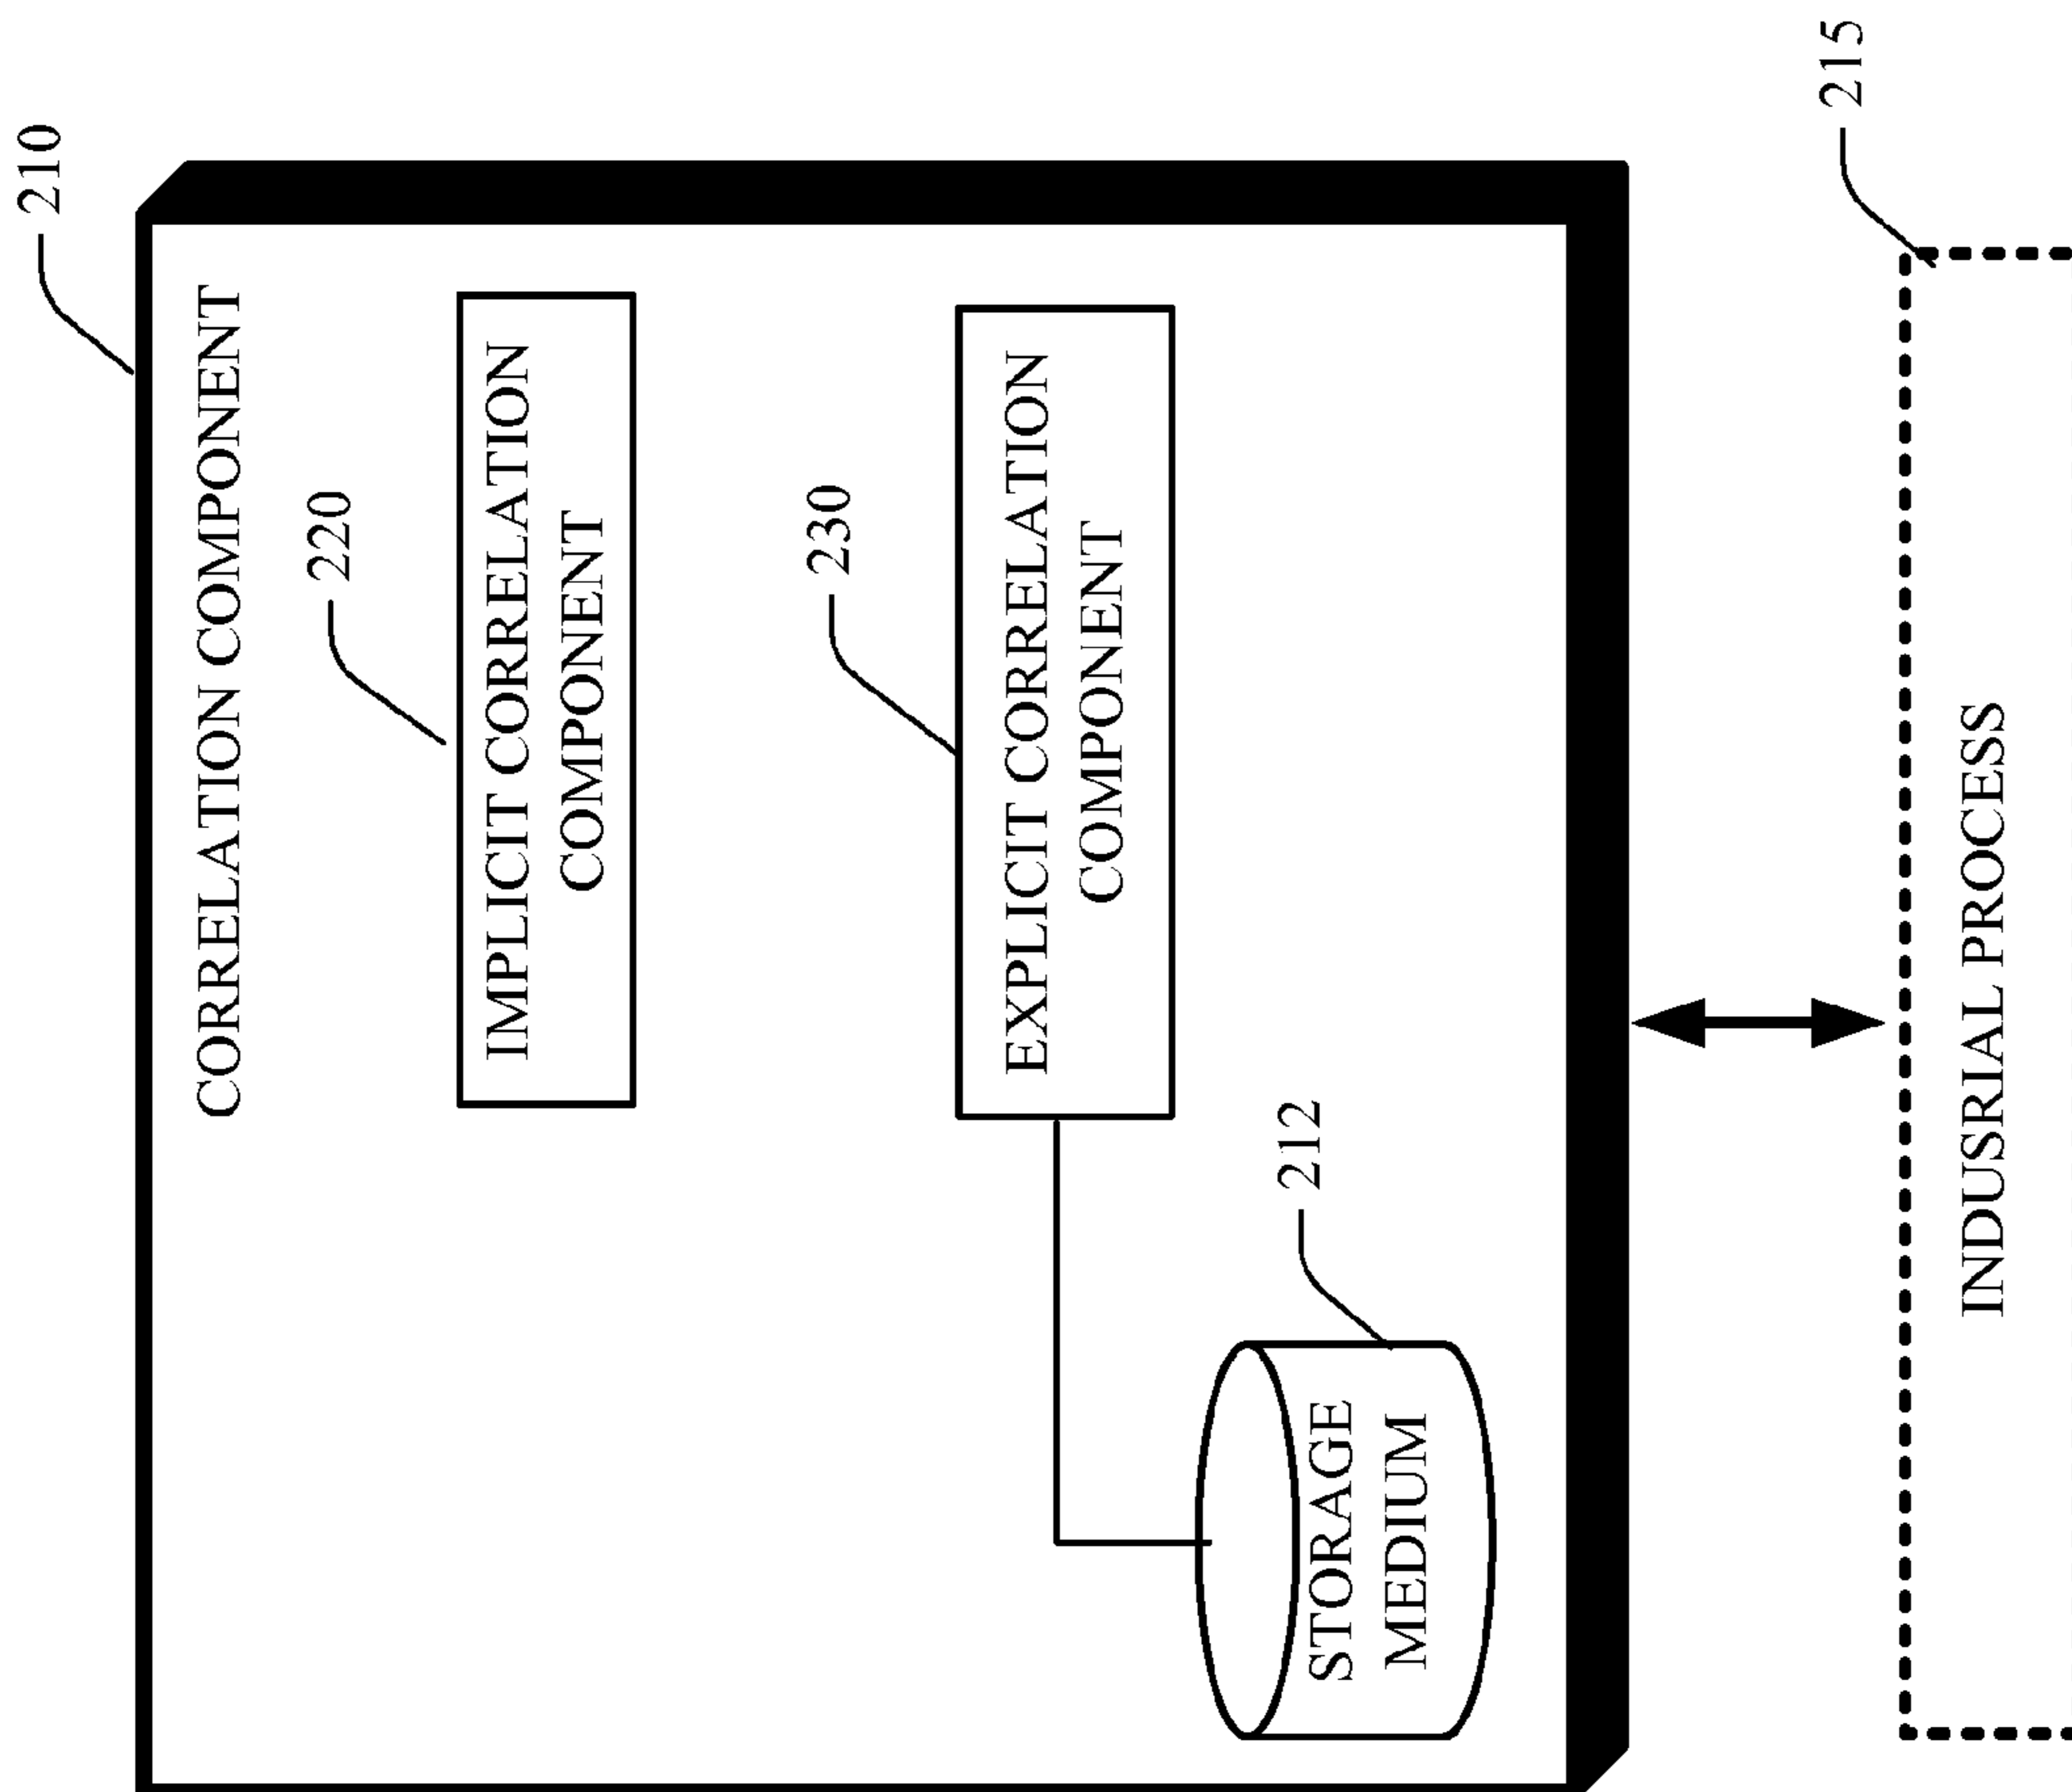 210
CORRELATION COMPONENT
220
IMPLICIT CORRELATION
COMPONENT
230
EXPLICIT CORRELATION
COMPONENT
212
STORAGE
MEDIUM
215
INDUSRIAL PROCESS